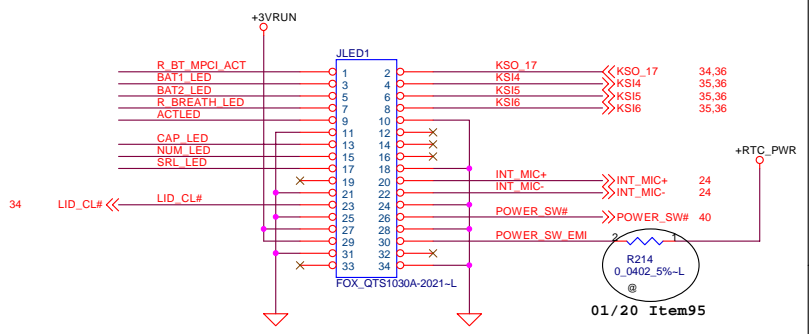 +3VRUN
JLED1
R_BT_MPCI_ACT 1 2 KSO_17 KSO_17 34,36
BAT1_LED 3 4 KSI4 KSI4 35,36
BAT2_LED 5 6 KSI5 KSI5 35,36
R_BREATH_LED 7 8 KSI6 KSI6 35,36
ACTLED 9 10
11 12
CAP_LED 13 14
NUM_LED 15 16
SRL_LED 17 18
+RTC_PWR
19 20 INT_MIC+ INT_MIC+ 24
21 22 INT_MIC- INT_MIC- 24
34 LID_CL# LID_CL# 23 24
25 26 POWER_SW# POWER_SW# 40
27 28
29 30 POWER_SW_EMI 2 1
31 32
33 34
R214
0_0402_5%~L
@
FOX_QTS1030A-2021~L
01/20 Item95